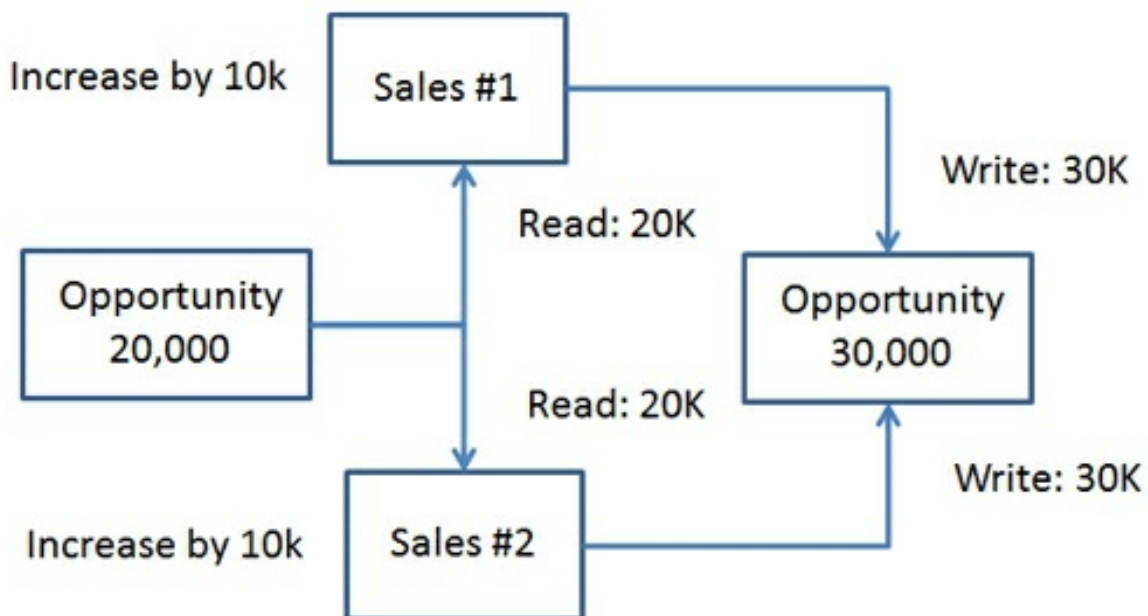 Increase by 10k
Sales #1
Write: 30K
Read: 20K
Opportunity
20,000
Opportunity
30,000
Read: 20K
Write: 30K
Increase by 10k
Sales #2